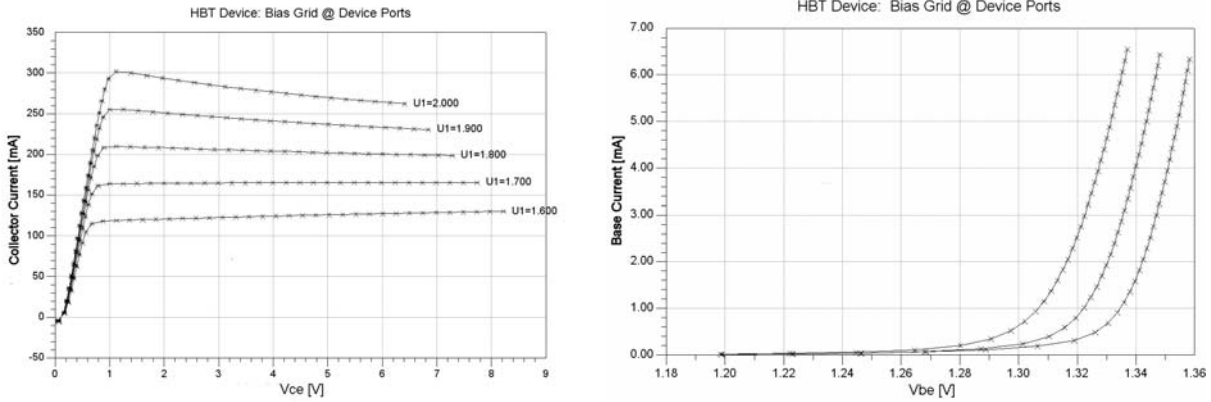 HBT Device: Bias Grid @ Device Ports
Collector Current [mA]
350
300
250
200
150
100
50
0
-50
U1=2.000
U1=1.900
U1=1.800
U1=1.700
U1=1.600
0 1 2 3 4 5 6 7 8 9
Vce [V]
HBT Device: Bias Grid @ Device Ports
Base Current [mA]
7.00
6.00
5.00
4.00
3.00
2.00
1.00
0.00
1.18 1.20 1.22 1.24 1.26 1.28 1.30 1.32 1.34 1.36
Vbe [V]